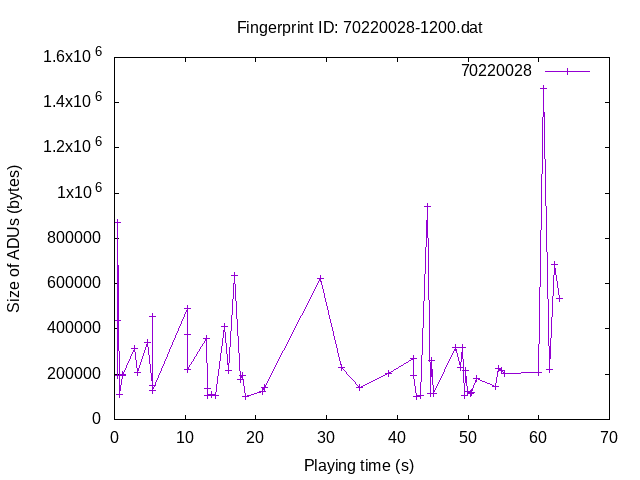 Fingerprint ID: 70220028-1200.dat
70220028
1.6x10^6
1.4x10^6
1.2x10^6
1x10^6
800000
600000
400000
200000
0
Size of ADUs (bytes)
0 10 20 30 40 50 60 70
Playing time (s)